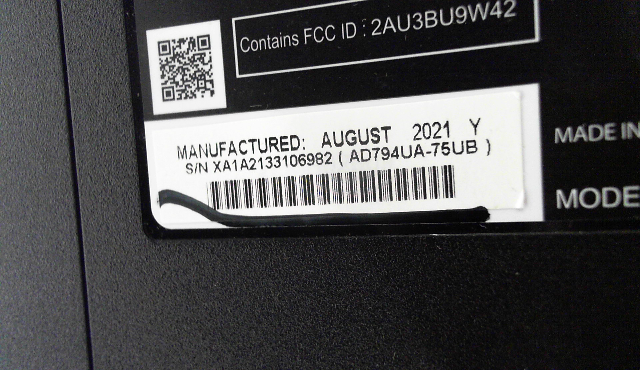 Contains FCC ID : 2AU3BU9W42
MANUFACTURED: AUGUST 2021 Y
S/N XA1A2133106982 ( AD794UA-75UB )
MADE IN
MODE